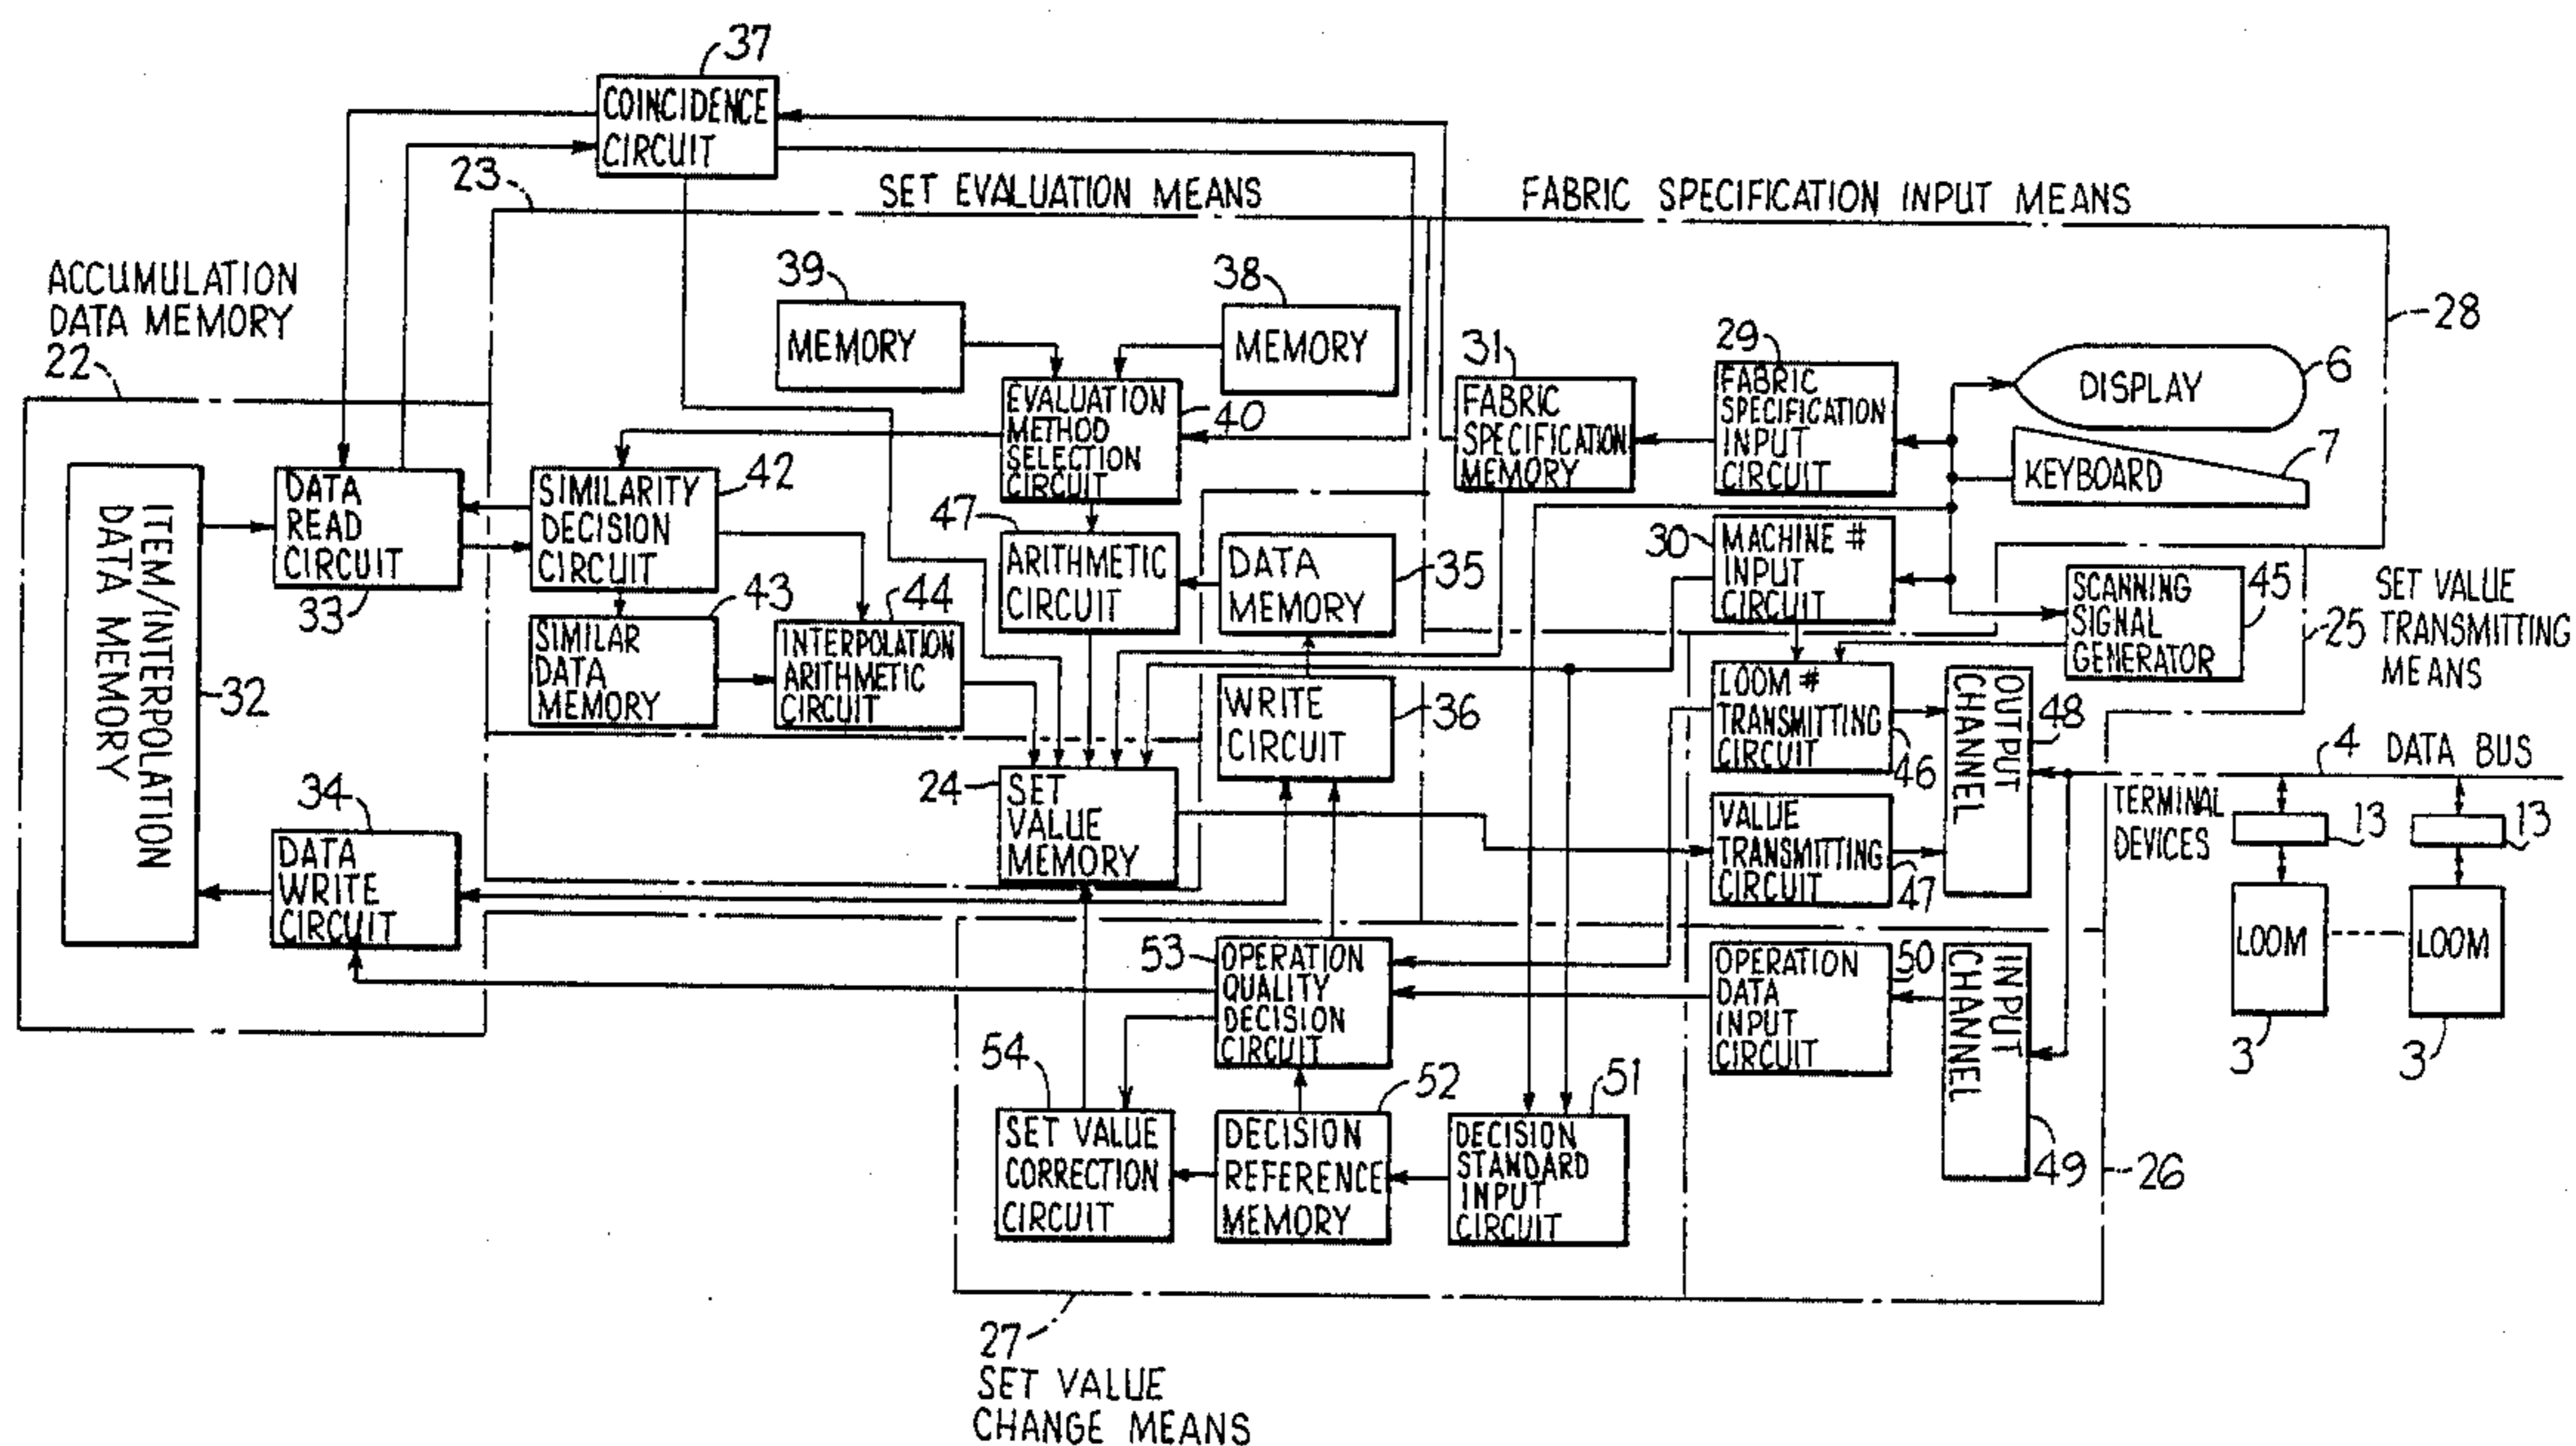 37
COINCIDENCE
CIRCUIT
23
SET EVALUATION MEANS
FABRIC SPECIFICATION INPUT MEANS
ACCUMULATION
DATA MEMORY
22
39
MEMORY
38
MEMORY
28
31
FABRIC
SPECIFICATION
MEMORY
29
FABRIC
SPECIFICATION
INPUT
CIRCUIT
DISPLAY
6
KEYBOARD
7
EVALUATION
METHOD
SELECTION
CIRCUIT
40
ITEM/INTERPOLATION
DATA MEMORY
32
DATA
READ
CIRCUIT
33
SIMILARITY
DECISION
CIRCUIT
42
47
ARITHMETIC
CIRCUIT
DATA
MEMORY
35
30
MACHINE #
INPUT
CIRCUIT
SCANNING
SIGNAL
GENERATOR
45
SET VALUE
25 TRANSMITTING
MEANS
43
SIMILAR
DATA
MEMORY
44
INTERPOLATION
ARITHMETIC
CIRCUIT
WRITE
CIRCUIT
36
LOOM #
TRANSMITTING
CIRCUIT
46
OUTPUT
CHANNEL
48
4 DATA BUS
TERMINAL
DEVICES
13
13
24
SET
VALUE
MEMORY
VALUE
TRANSMITTING
CIRCUIT
47
34
DATA
WRITE
CIRCUIT
LOOM
LOOM
3
3
53
OPERATION
QUALITY
DECISION
CIRCUIT
OPERATION
DATA
INPUT
CIRCUIT
50
INPUT
CHANNEL
49
26
54
SET VALUE
CORRECTION
CIRCUIT
52
DECISION
REFERENCE
MEMORY
51
DECISION
STANDARD
INPUT
CIRCUIT
27
SET VALUE
CHANGE MEANS